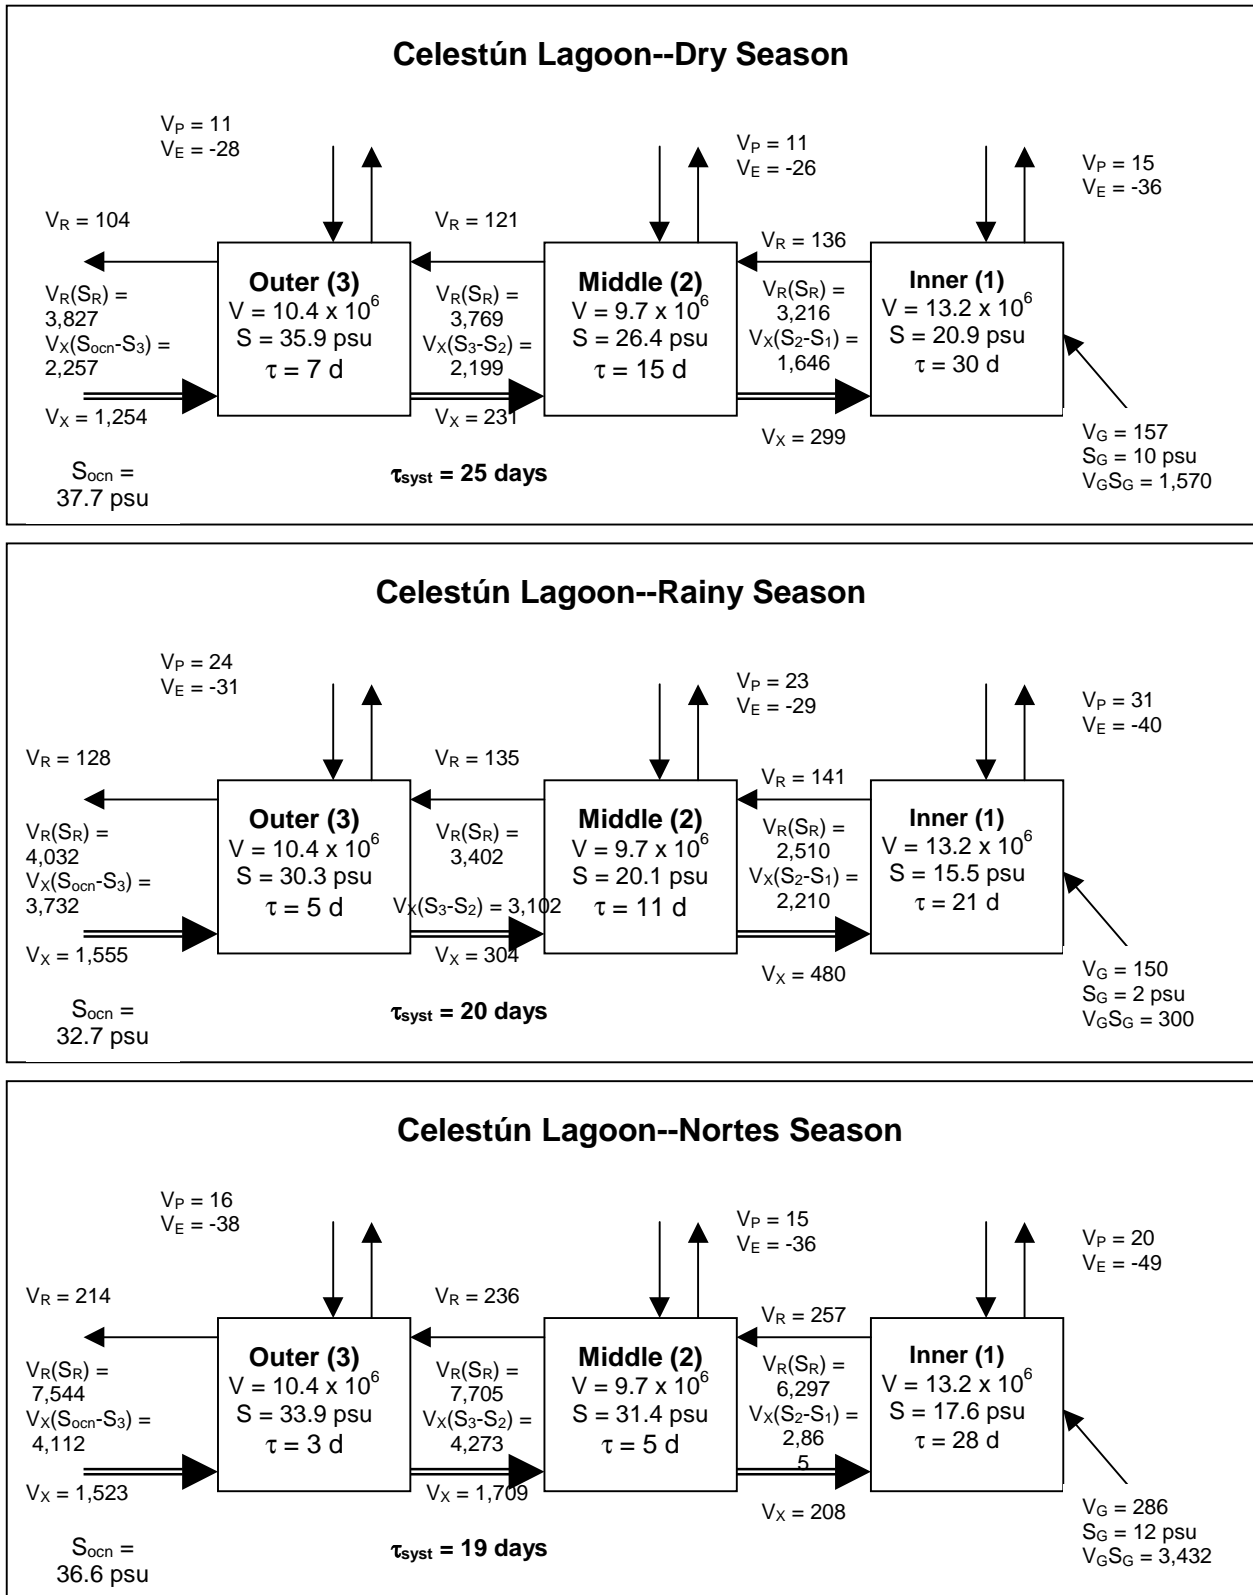 Celestún Lagoon--Dry Season
V_P = 11
V_E = -28
V_P = 11
V_E = -26
V_P = 15
V_E = -36
V_R = 104
V_R = 121
V_R = 136
V_R(S_R) =
3,827
V_X(S_ocn-S_3) =
2,257
Outer (3)
V = 10.4 x 10^6
S = 35.9 psu
τ = 7 d
V_R(S_R) =
3,769
V_X(S_3-S_2) =
2,199
Middle (2)
V = 9.7 x 10^6
S = 26.4 psu
τ = 15 d
V_R(S_R) =
3,216
V_X(S_2-S_1) =
1,646
Inner (1)
V = 13.2 x 10^6
S = 20.9 psu
τ = 30 d
V_X = 1,254
V_X = 231
V_X = 299
V_G = 157
S_G = 10 psu
V_GS_G = 1,570
S_ocn =
37.7 psu
τ_syst = 25 days
Celestún Lagoon--Rainy Season
V_P = 24
V_E = -31
V_P = 23
V_E = -29
V_P = 31
V_E = -40
V_R = 128
V_R = 135
V_R = 141
V_R(S_R) =
4,032
V_X(S_ocn-S_3) =
3,732
Outer (3)
V = 10.4 x 10^6
S = 30.3 psu
τ = 5 d
V_R(S_R) =
3,402
V_X(S_3-S_2) = 3,102
Middle (2)
V = 9.7 x 10^6
S = 20.1 psu
τ = 11 d
V_R(S_R) =
2,510
V_X(S_2-S_1) =
2,210
Inner (1)
V = 13.2 x 10^6
S = 15.5 psu
τ = 21 d
V_X = 1,555
V_X = 304
V_X = 480
V_G = 150
S_G = 2 psu
V_GS_G = 300
S_ocn =
32.7 psu
τ_syst = 20 days
Celestún Lagoon--Nortes Season
V_P = 16
V_E = -38
V_P = 15
V_E = -36
V_P = 20
V_E = -49
V_R = 214
V_R = 236
V_R = 257
V_R(S_R) =
7,544
V_X(S_ocn-S_3) =
4,112
Outer (3)
V = 10.4 x 10^6
S = 33.9 psu
τ = 3 d
V_R(S_R) =
7,705
V_X(S_3-S_2) =
4,273
Middle (2)
V = 9.7 x 10^6
S = 31.4 psu
τ = 5 d
V_R(S_R) =
6,297
V_X(S_2-S_1) =
2,86
5
Inner (1)
V = 13.2 x 10^6
S = 17.6 psu
τ = 28 d
V_X = 1,523
V_X = 1,709
V_X = 208
V_G = 286
S_G = 12 psu
V_GS_G = 3,432
S_ocn =
36.6 psu
τ_syst = 19 days